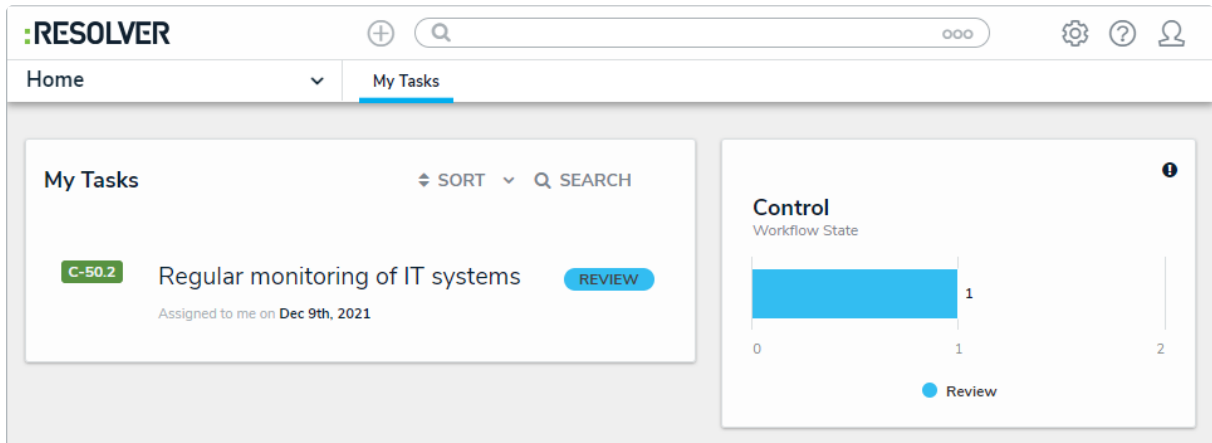 :RESOLVER
ooo
Home
My Tasks
My Tasks
SORT
SEARCH
C-50.2
Regular monitoring of IT systems
REVIEW
Assigned to me on Dec 9th, 2021
Control
Workflow State
1
0 1 2
Review